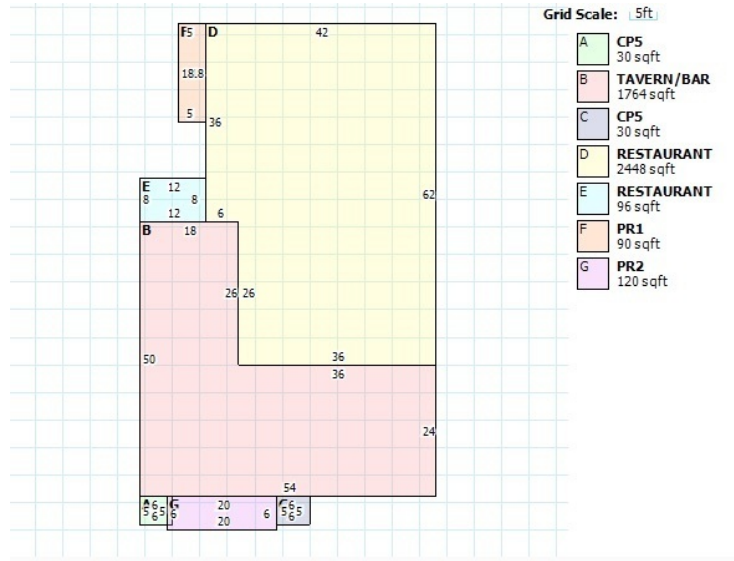 Grid Scale: 5ft
A CP5
30 sqft
B TAVERN/BAR
1764 sqft
C CP5
30 sqft
D RESTAURANT
2448 sqft
E RESTAURANT
96 sqft
F PR1
90 sqft
G PR2
120 sqft
F 5 D 42
18.8
5
36
62
E 12
8 8
12 6
B 18
26 26
50
36
36
24
54
A 6 G 20 6
5 5 6 6 5 5
6 20 6